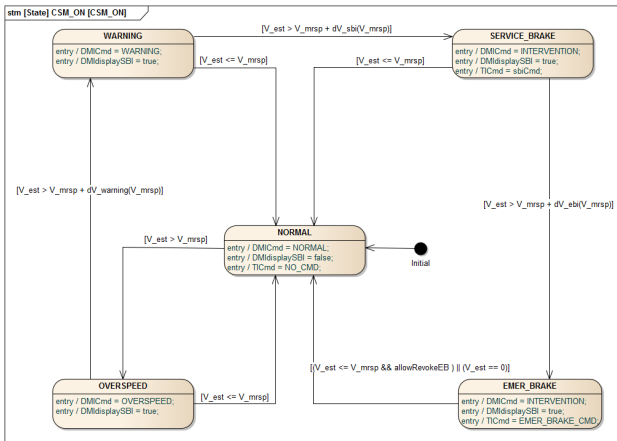 stm [State] CSM_ON [CSM_ON]
[V_est > V_mrsp + dV_sbi(V_mrsp)]
WARNING
entry / DMICmd = WARNING;
entry / DMIdisplaySBI = true;
SERVICE_BRAKE
entry / DMICmd = INTERVENTION;
entry / DMIdisplaySBI = true;
entry / TICmd = sbiCmd;
[V_est <= V_mrsp]
[V_est <= V_mrsp]
[V_est > V_mrsp + dV_warning(V_mrsp)]
[V_est > V_mrsp + dV_ebi(V_mrsp)]
[V_est > V_mrsp]
NORMAL
entry / DMICmd = NORMAL;
entry / DMIdisplaySBI = false;
entry / TICmd = NO_CMD;
Initial
[(V_est <= V_mrsp && allowRevokeEB ) || (V_est == 0)]
OVERSPEED
entry / DMICmd = OVERSPEED;
entry / DMIdisplaySBI = true;
[V_est <= V_mrsp]
EMER_BRAKE
entry / DMICmd = INTERVENTION;
entry / DMIdisplaySBI = true;
entry / TICmd = EMER_BRAKE_CMD;